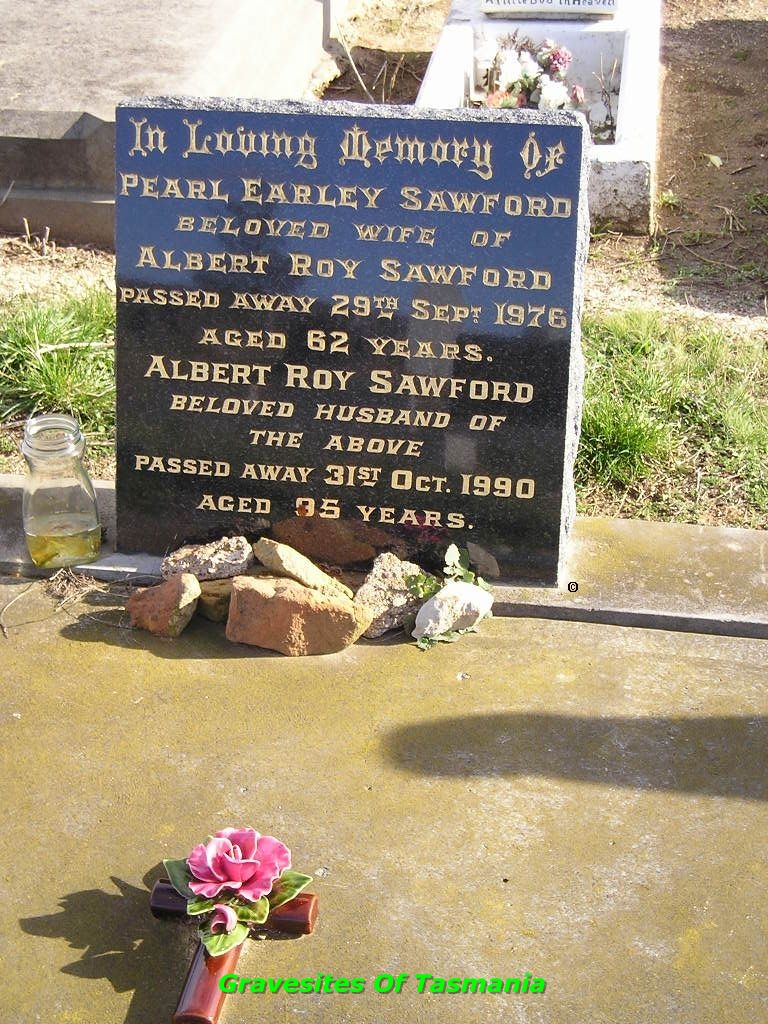 In Loving Memory Of
PEARL EARLEY SAWFORD
BELOVED WIFE OF
ALBERT ROY SAWFORD
PASSED AWAY 29TH SEPT. 1976
AGED 62 YEARS.
ALBERT ROY SAWFORD
BELOVED HUSBAND OF
THE ABOVE
PASSED AWAY 31ST OCT. 1990
AGED YEARS.
©
Gravesites Of Tasmania